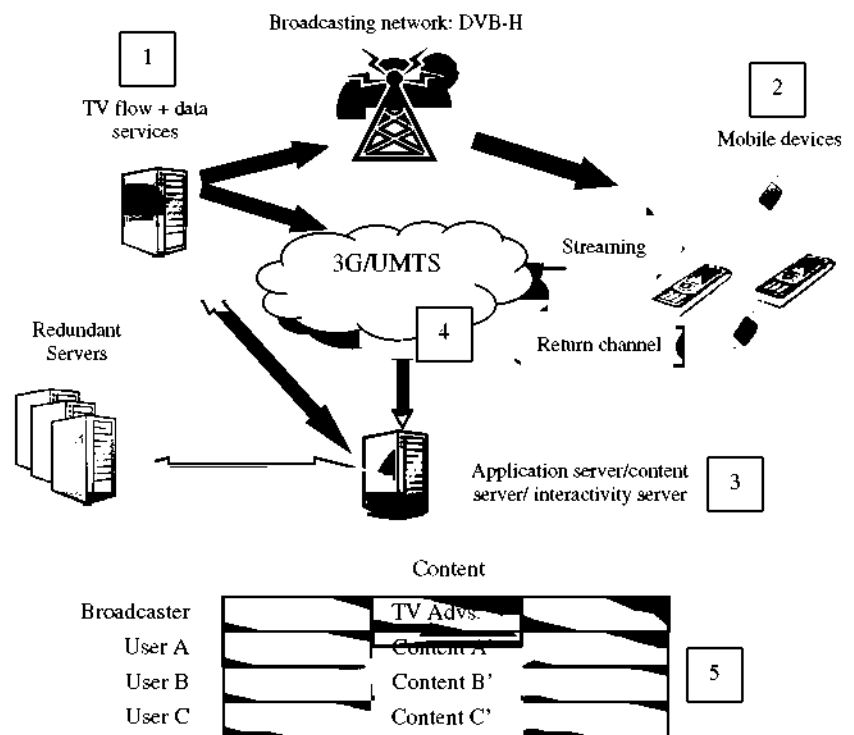 Broadcasting network: DVB-H
1
TV flow + data
services
2
Mobile devices
3G/UMTS
Streaming
4
Return channel
Redundant
Servers
Application server/content
server/ interactivity server
3
Content
Broadcaster
TV Advs.
User A
Content A'
User B
Content B'
5
User C
Content C'